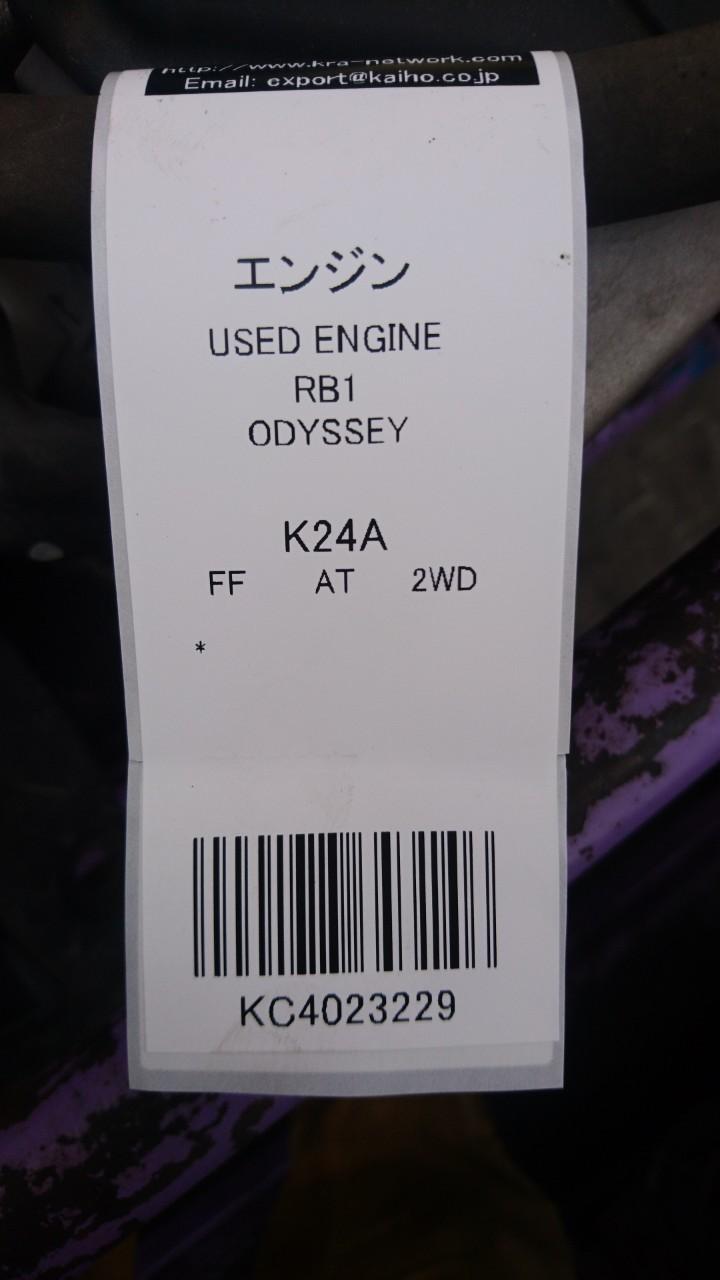 http://www.kra-network.com
Email: export@kaiho.co.jp
エンジン
USED ENGINE
RB1
ODYSSEY
K24A
FF AT 2WD
*
KC4023229